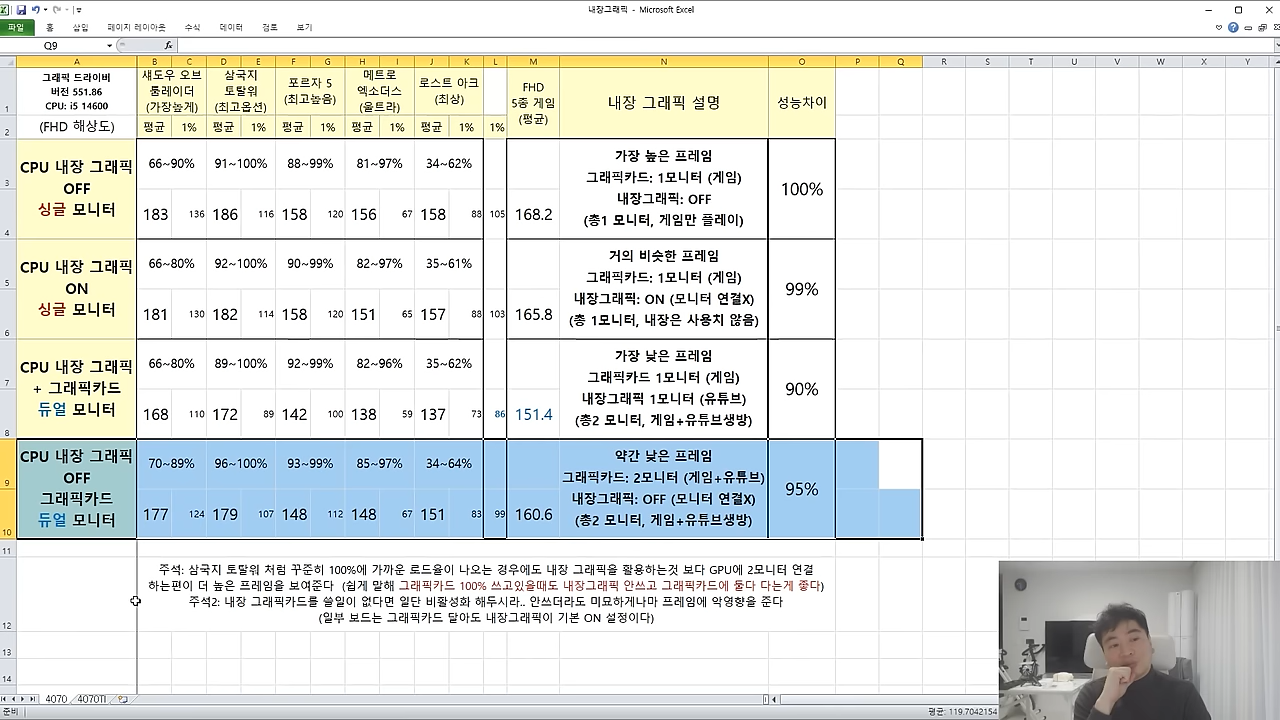 내장그래픽 - Microsoft Excel
파일 홈 삽입 페이지 레이아웃 수식 데이터 검토 보기
Q9 fx
A B C D E F G H I J K L M N O P Q R S T U V W X Y
1 2 3 4 5 6 7 8 9 10 11 12 13 14
그래픽 드라이버
버전 551.86
CPU: i5 14600
(FHD 해상도)
섀도우 오브
툼레이더
(가장높게)
삼국지
토탈워
(최고옵션)
포르자 5
(최고높음)
메트로
엑소더스
(울트라)
로스트 아크
(최상)
FHD
5종 게임
(평균)
내장 그래픽 설명
성능차이
평균 1% 평균 1% 평균 1% 평균 1% 평균 1% 1%
CPU 내장 그래픽
OFF
싱글 모니터
66~90% 91~100% 88~99% 81~97% 34~62%
183 136 186 116 158 120 156 67 158 88 105 168.2
가장 높은 프레임
그래픽카드: 1모니터 (게임)
내장그래픽: OFF
(총1 모니터, 게임만 플레이)
100%
CPU 내장 그래픽
ON
싱글 모니터
66~80% 92~100% 90~99% 82~97% 35~61%
181 130 182 114 158 120 151 65 157 88 103 165.8
거의 비슷한 프레임
그래픽카드: 1모니터 (게임)
내장그래픽: ON (모니터 연결X)
(총 1모니터, 내장은 사용치 않음)
99%
CPU 내장 그래픽
+ 그래픽카드
듀얼 모니터
66~80% 89~100% 92~99% 82~96% 35~62%
168 110 172 89 142 100 138 59 137 73 86 151.4
가장 낮은 프레임
그래픽카드 1모니터 (게임)
내장그래픽 1모니터 (유튜브)
(총2 모니터, 게임+유튜브생방)
90%
CPU 내장 그래픽
OFF
그래픽카드
듀얼 모니터
70~89% 96~100% 93~99% 85~97% 34~64%
177 124 179 107 148 112 148 67 151 83 99 160.6
약간 낮은 프레임
그래픽카드: 2모니터 (게임+유튜브)
내장그래픽: OFF (모니터 연결X)
(총2 모니터, 게임+유튜브생방)
95%
주석: 삼국지 토탈워 처럼 꾸준히 100%에 가까운 로드율이 나오는 경우에도 내장 그래픽을 활용하는것 보다 GPU에 2모니터 연결
하는편이 더 높은 프레임을 보여준다 (쉽게 말해 그래픽카드 100% 쓰고있을때도 내장그래픽 안쓰고 그래픽카드에 둘다 다는게 좋다)
주석2: 내장 그래픽카드를 쓸일이 없다면 일단 비활성화 해두시라.. 안쓰더라도 미묘하게나마 프레임에 악영향을 준다
(일부 보드는 그래픽카드 달아도 내장그래픽이 기본 ON 설정이다)
4070 4070TI
준비 평균: 119.7042154